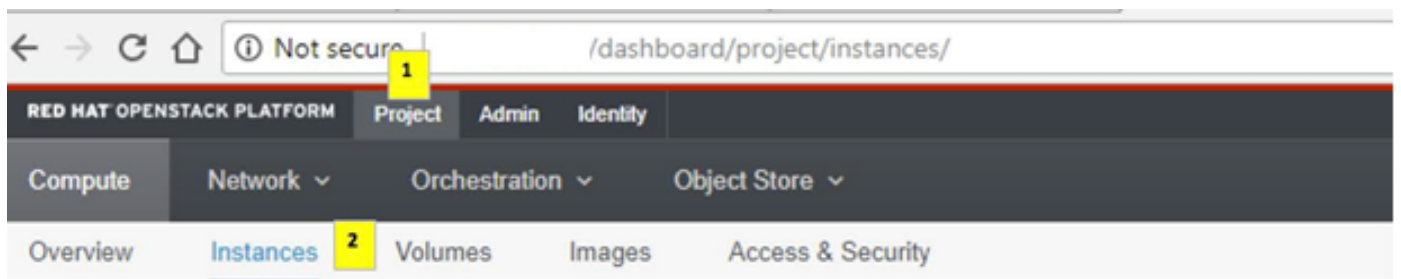 Not secure /dashboard/project/instances/
1
RED HAT OPENSTACK PLATFORM Project Admin Identity
Compute Network Orchestration Object Store
Overview Instances 2 Volumes Images Access & Security